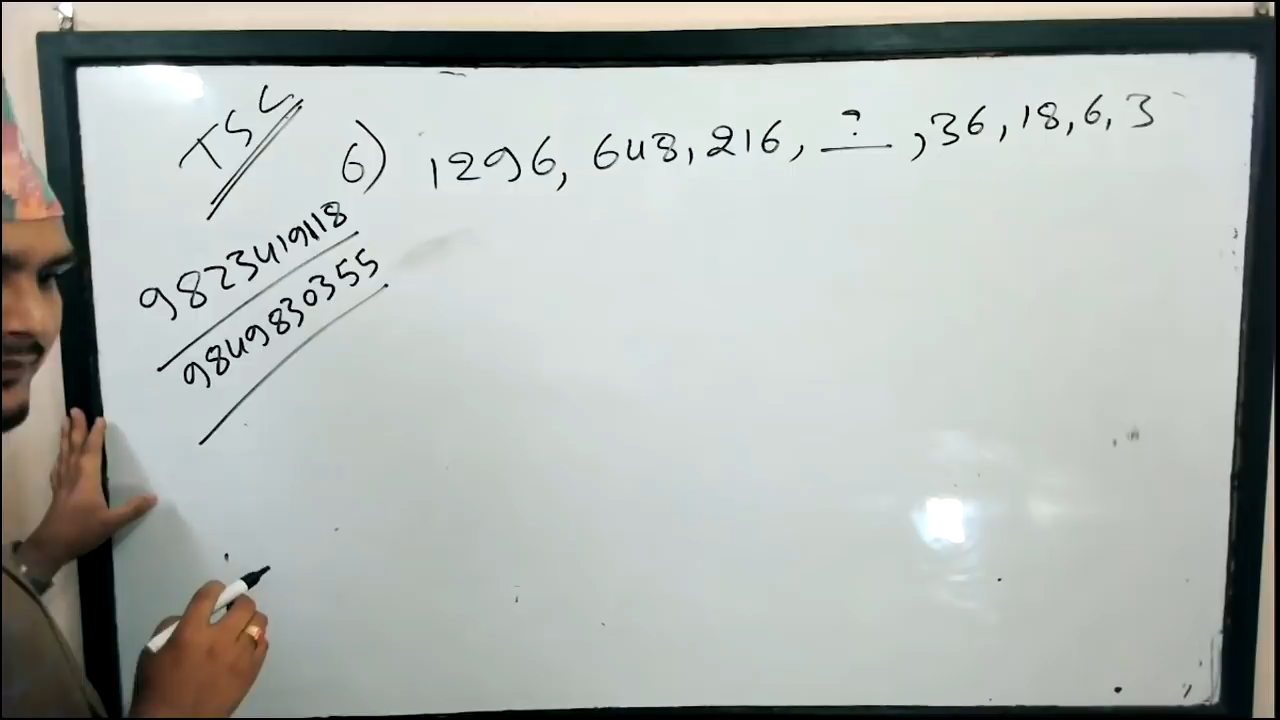 TSC
6) 1296, 648, 216, ?, 36, 18, 6, 3
9823419118
9849830355